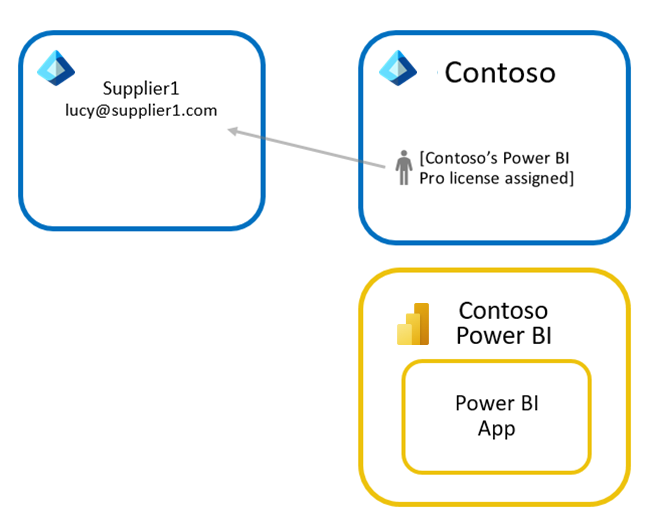 Supplier1
lucy@supplier1.com
Contoso
[Contoso's Power BI
Pro license assigned]
Contoso
Power BI
Power BI
App